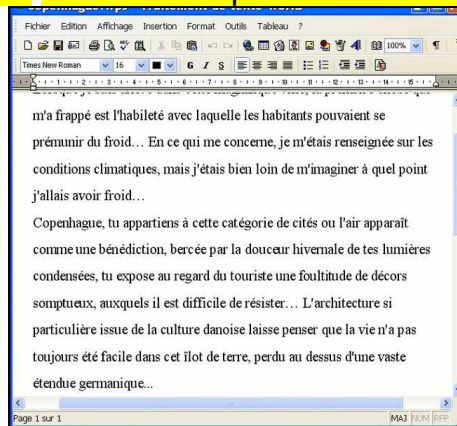 Copenhague.wps - Traitement de texte Works
Fichier Edition Affichage Insertion Format Outils Tableau ?
100%
Times New Roman 16 G I S
m'a frappé est l'habileté avec laquelle les habitants pouvaient se
prémunir du froid… En ce qui me concerne, je m'étais renseignée sur les
conditions climatiques, mais j'étais bien loin de m'imaginer à quel point
j'allais avoir froid…
Copenhague, tu appartiens à cette catégorie de cités ou l'air apparaît
comme une bénédiction, bercée par la douceur hivernale de tes lumières
condensées, tu expose au regard du touriste une foultitude de décors
somptueux, auxquels il est difficile de résister… L'architecture si
particulière issue de la culture danoise laisse penser que la vie n'a pas
toujours été facile dans cet îlot de terre, perdu au dessus d'une vaste
étendue germanique...
Page 1 sur 1 MAJ NUM RFP